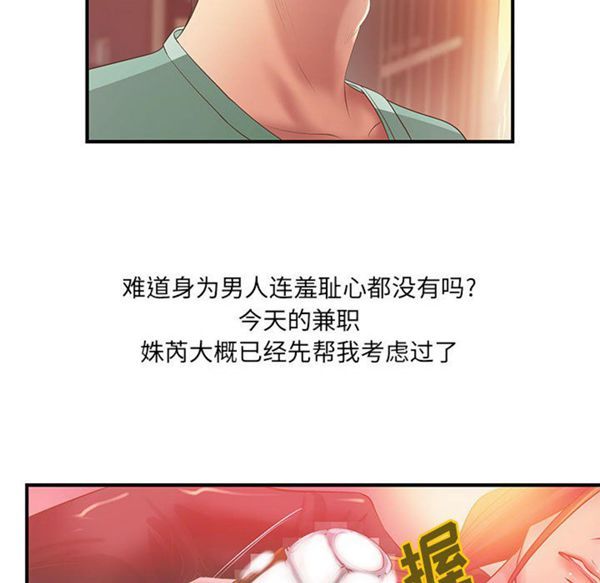 难道身为男人连羞耻心都没有吗?
今天的兼职
姝芮大概已经先帮我考虑过了
握